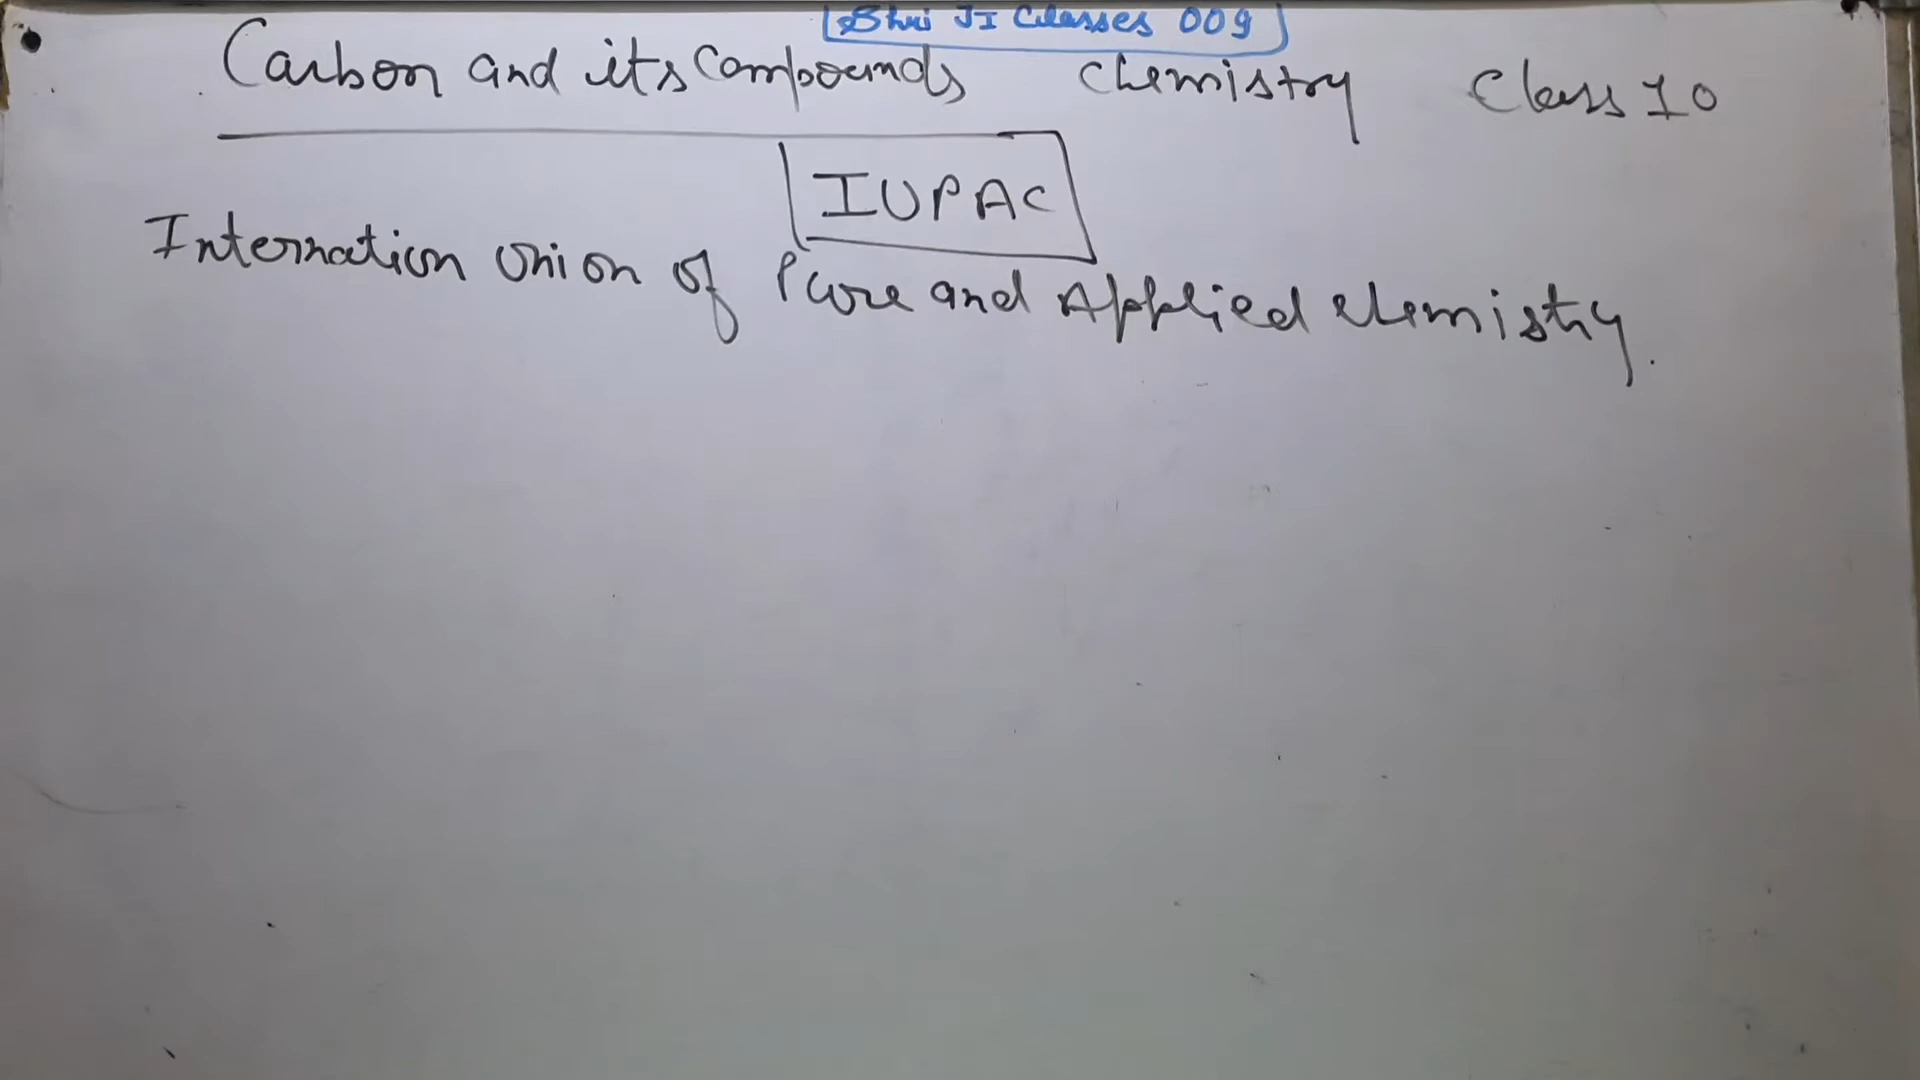 Shri JI Classes 009
Carbon and its Compounds Chemistry Class 10
IUPAC
Internation Union of Pure and Applied chemistry.